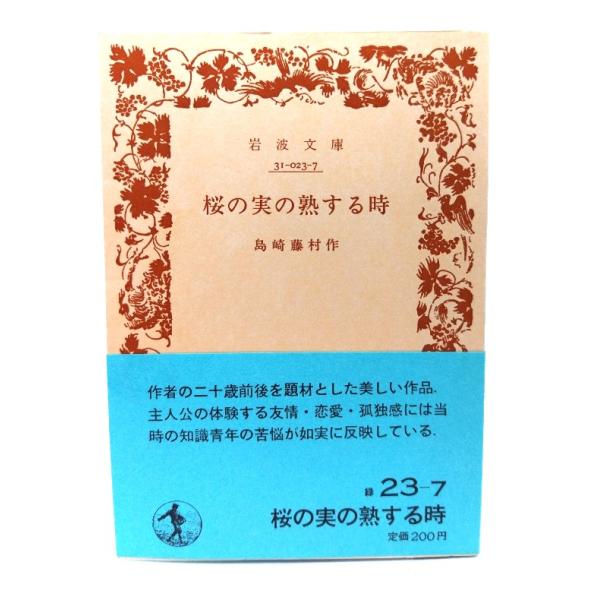 岩波文庫
31-023-7
桜の実の熟する時
島崎藤村作
作者の二十歳前後を題材とした美しい作品.
主人公の体験する友情・恋愛・孤独感には当
時の知識青年の苦悩が如実に反映している.
緑 23-7
桜の実の熟する時
定価200円